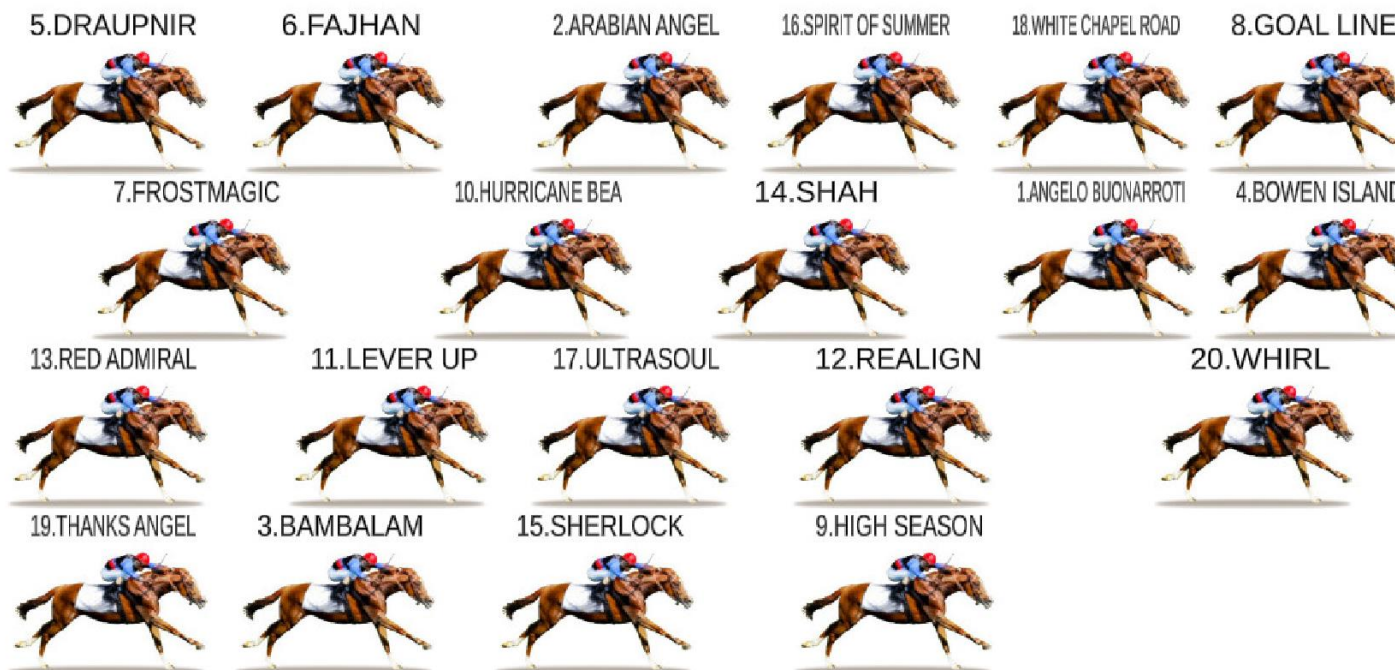 5.DRAUPNIR 6.FAJHAN 2.ARABIAN ANGEL 16.SPIRIT OF SUMMER 18.WHITE CHAPEL ROAD 8.GOAL LINE
7.FROSTMAGIC 10.HURRICANE BEA 14.SHAH 1.ANGELO BUONARROTI 4.BOWEN ISLAND
13.RED ADMIRAL 11.LEVER UP 17.ULTRASOUL 12.REALIGN 20.WHIRL
19.THANKS ANGEL 3.BAMBALAM 15.SHERLOCK 9.HIGH SEASON